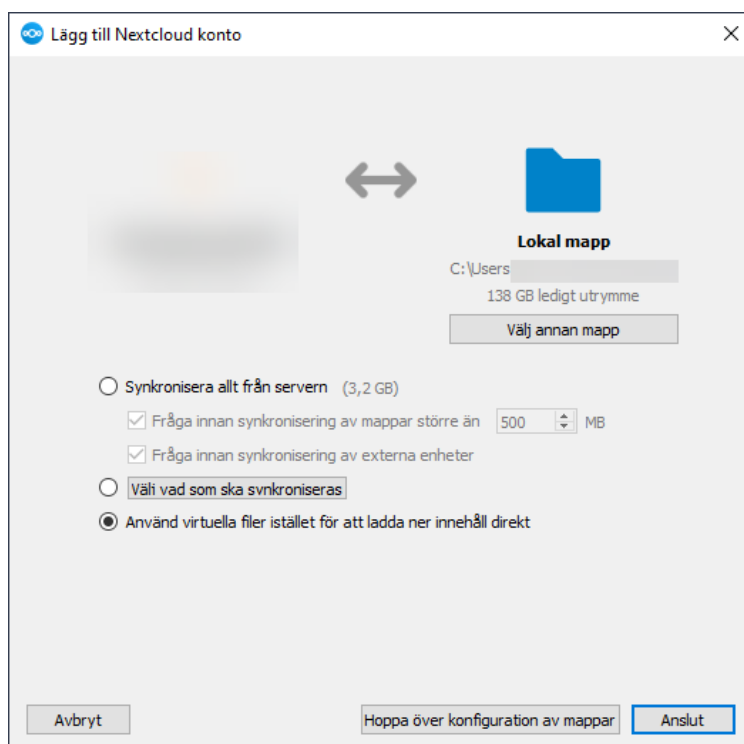 Lägg till Nextcloud konto
Lokal mapp
C:\Users
138 GB ledigt utrymme
Välj annan mapp
Synkronisera allt från servern (3,2 GB)
Fråga innan synkronisering av mappar större än 500 MB
Fråga innan synkronisering av externa enheter
Välj vad som ska synkroniseras
Använd virtuella filer istället för att ladda ner innehåll direkt
Avbryt Hoppa över konfiguration av mappar Anslut